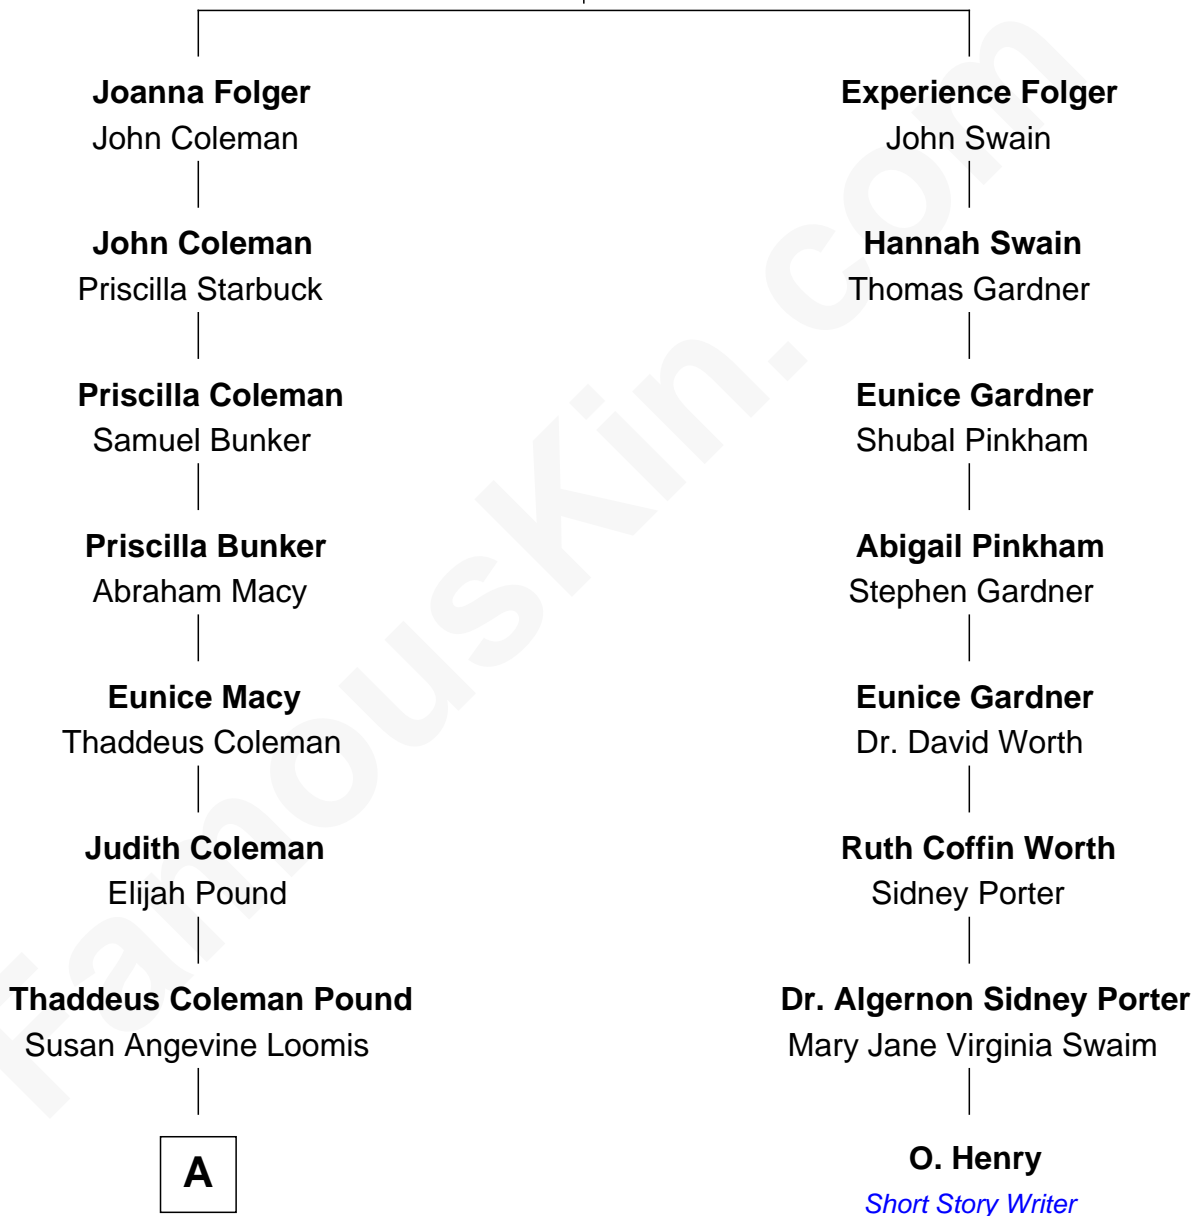 Joanna Folger
John Coleman
Experience Folger
John Swain
John Coleman
Priscilla Starbuck
Hannah Swain
Thomas Gardner
Priscilla Coleman
Samuel Bunker
Eunice Gardner
Shubal Pinkham
Priscilla Bunker
Abraham Macy
Abigail Pinkham
Stephen Gardner
Eunice Macy
Thaddeus Coleman
Eunice Gardner
Dr. David Worth
Judith Coleman
Elijah Pound
Ruth Coffin Worth
Sidney Porter
Thaddeus Coleman Pound
Susan Angevine Loomis
Dr. Algernon Sidney Porter
Mary Jane Virginia Swaim
A
O. Henry
Short Story Writer
FamousKin.com